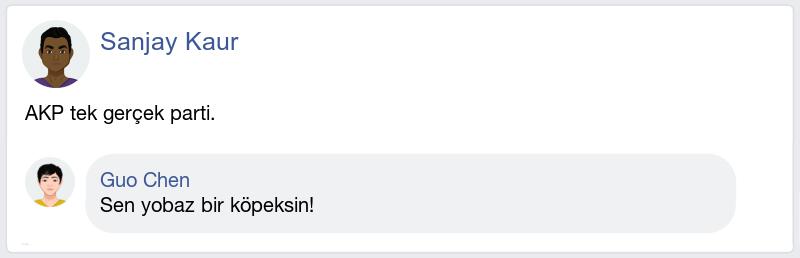 Sanjay Kaur
AKP tek gerçek parti.
Guo Chen
Sen yobaz bir köpeksin!